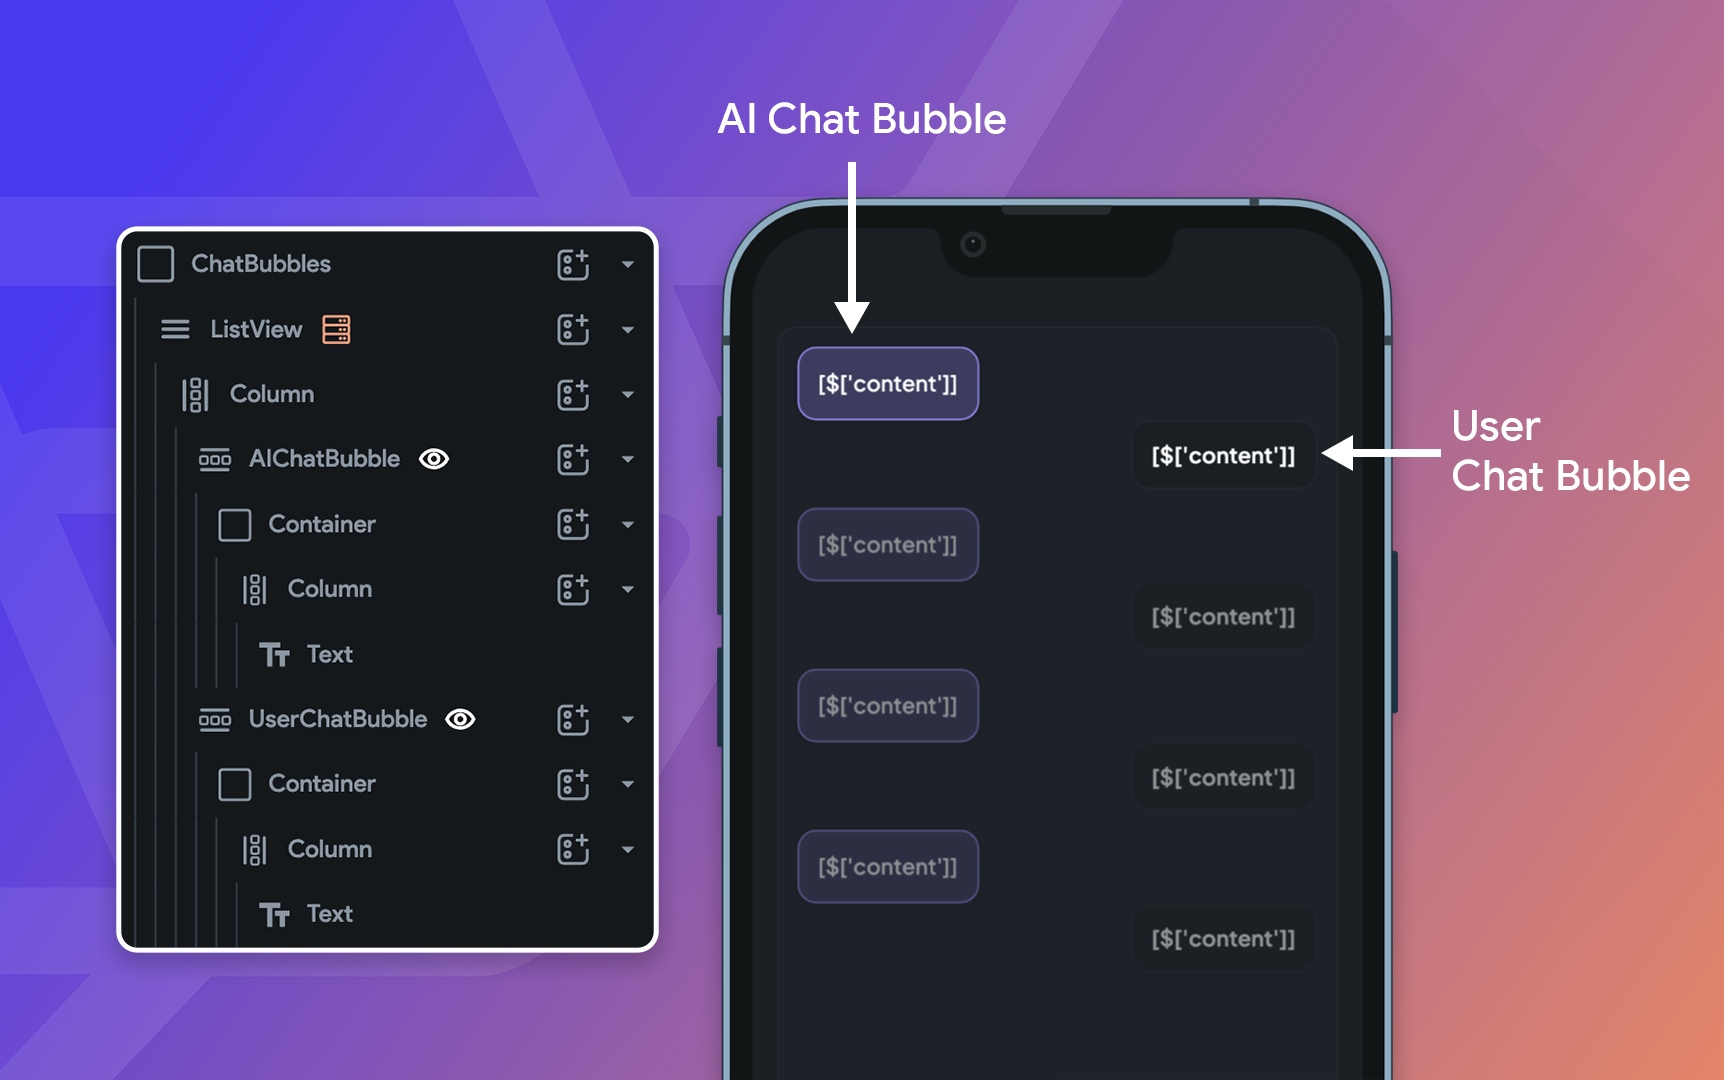 AI Chat Bubble
ChatBubbles
ListView
Column
AIChatBubble
Container
Column
Text
UserChatBubble
Container
Column
Text
[$['content']]
[$['content']]
[$['content']]
[$['content']]
[$['content']]
[$['content']]
[$['content']]
[$['content']]
User
Chat Bubble